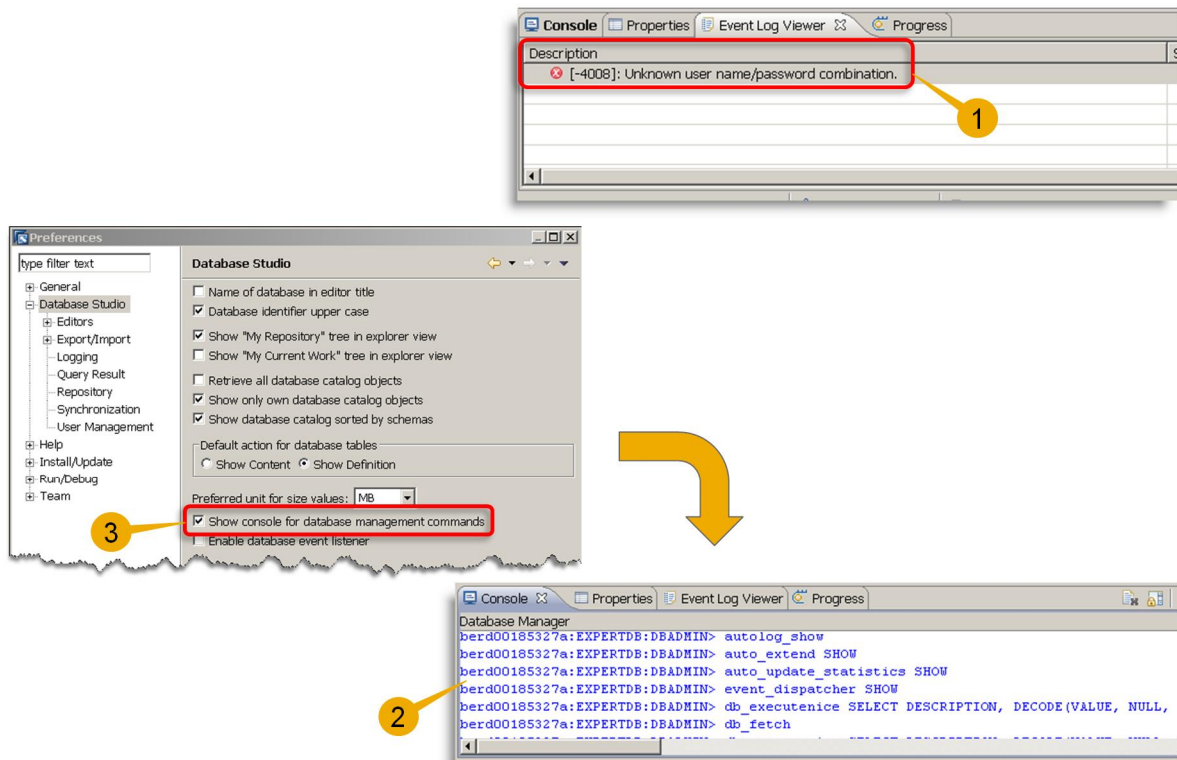 Console Properties Event Log Viewer Progress
Description S
[-4008]: Unknown user name/password combination.
1
Preferences
type filter text
Database Studio
General
Database Studio
Editors
Export/Import
Logging
Query Result
Repository
Synchronization
User Management
Help
Install/Update
Run/Debug
Team
Name of database in editor title
Database identifier upper case
Show "My Repository" tree in explorer view
Show "My Current Work" tree in explorer view
Retrieve all database catalog objects
Show only own database catalog objects
Show database catalog sorted by schemas
Default action for database tables
Show Content Show Definition
Preferred unit for size values: MB
Show console for database management commands
Enable database event listener
3
Console Properties Event Log Viewer Progress
Database Manager
berd00185327a:EXPERTDB:DBADMIN> autolog_show
berd00185327a:EXPERTDB:DBADMIN> auto_extend SHOW
berd00185327a:EXPERTDB:DBADMIN> auto_update_statistics SHOW
berd00185327a:EXPERTDB:DBADMIN> event_dispatcher SHOW
berd00185327a:EXPERTDB:DBADMIN> db_executenice SELECT DESCRIPTION, DECODE(VALUE, NULL,
berd00185327a:EXPERTDB:DBADMIN> db_fetch
2